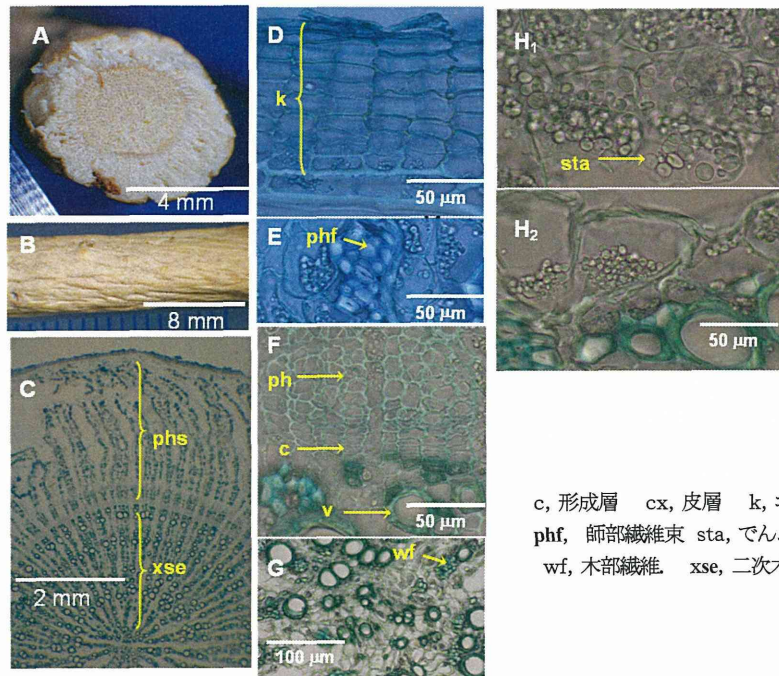 A
4 mm
B
8 mm
C
phs
xse
2 mm
D
k
50 μm
E
phf
50 μm
F
ph
c
v
50 μm
G
wf
100 μm
H₁
sta
H₂
50 μm
c, 形成層 cx, 皮層 k,
phf, 師部繊維束 sta, でん
wf, 木部繊維. xse, 二次